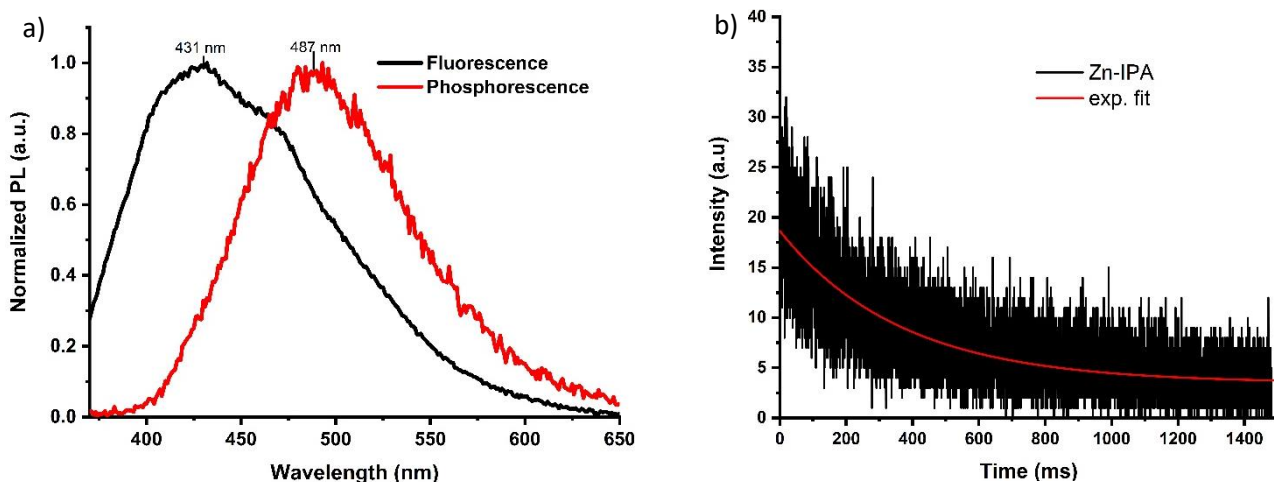 a)
431 nm
487 nm
Fluorescence
Phosphorescence
1.0
0.8
0.6
0.4
0.2
0.0
Normalized PL (a.u.)
400
450
500
550
600
650
Wavelength (nm)
b)
Zn-IPA
exp. fit
40
35
30
25
20
15
10
5
0
Intensity (a.u)
0
200
400
600
800
1000
1200
1400
Time (ms)